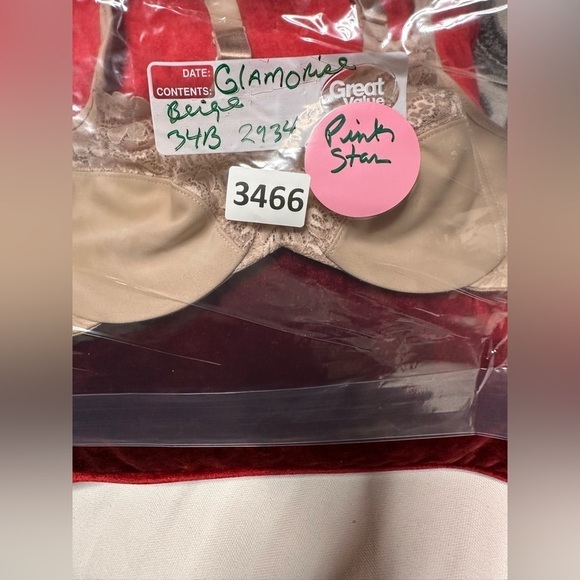 DATE: GLAMORISE
CONTENTS:
Beige
34B 2934
Great
Value
Pink
Star
3466